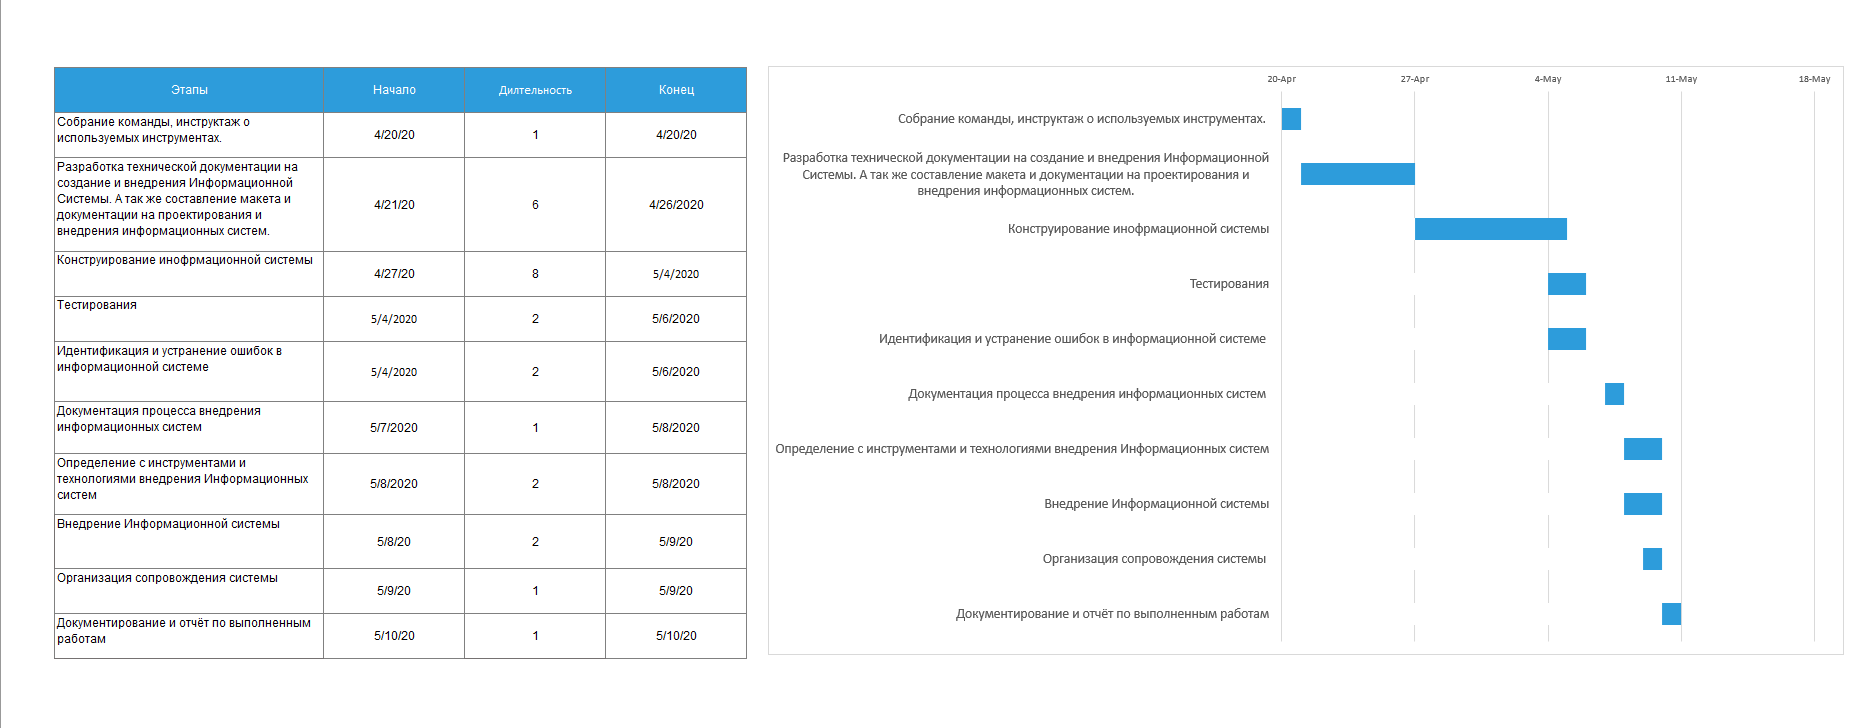 Этапы Начало Дилтельность Конец
Собрание команды, инструктаж о
используемых инструментах.
4/20/20 1 4/20/20
Разработка технической документации на
создание и внедрения Информационной
Системы. А так же составление макета и
документации на проектирования и
внедрения информационных систем.
4/21/20 6 4/26/2020
Конструирование инофрмационной системы
4/27/20 8 5/4/2020
Тестирования
5/4/2020 2 5/6/2020
Идентификация и устранение ошибок в
информационной системе
5/4/2020 2 5/6/2020
Документация процесса внедрения
информационных систем
5/7/2020 1 5/8/2020
Определение с инструментами и
технологиями внедрения Информационных
систем
5/8/2020 2 5/8/2020
Внедрение Информационной системы
5/8/20 2 5/9/20
Организация сопровождения системы
5/9/20 1 5/9/20
Документирование и отчёт по выполненным
работам
5/10/20 1 5/10/20
20-Apr 27-Apr 4-May 11-May 18-May
Собрание команды, инструктаж о используемых инструментах.
Разработка технической документации на создание и внедрения Информационной
Системы. А так же составление макета и документации на проектирования и
внедрения информационных систем.
Конструирование инофрмационной системы
Тестирования
Идентификация и устранение ошибок в информационной системе
Документация процесса внедрения информационных систем
Определение с инструментами и технологиями внедрения Информационных систем
Внедрение Информационной системы
Организация сопровождения системы
Документирование и отчёт по выполненным работам